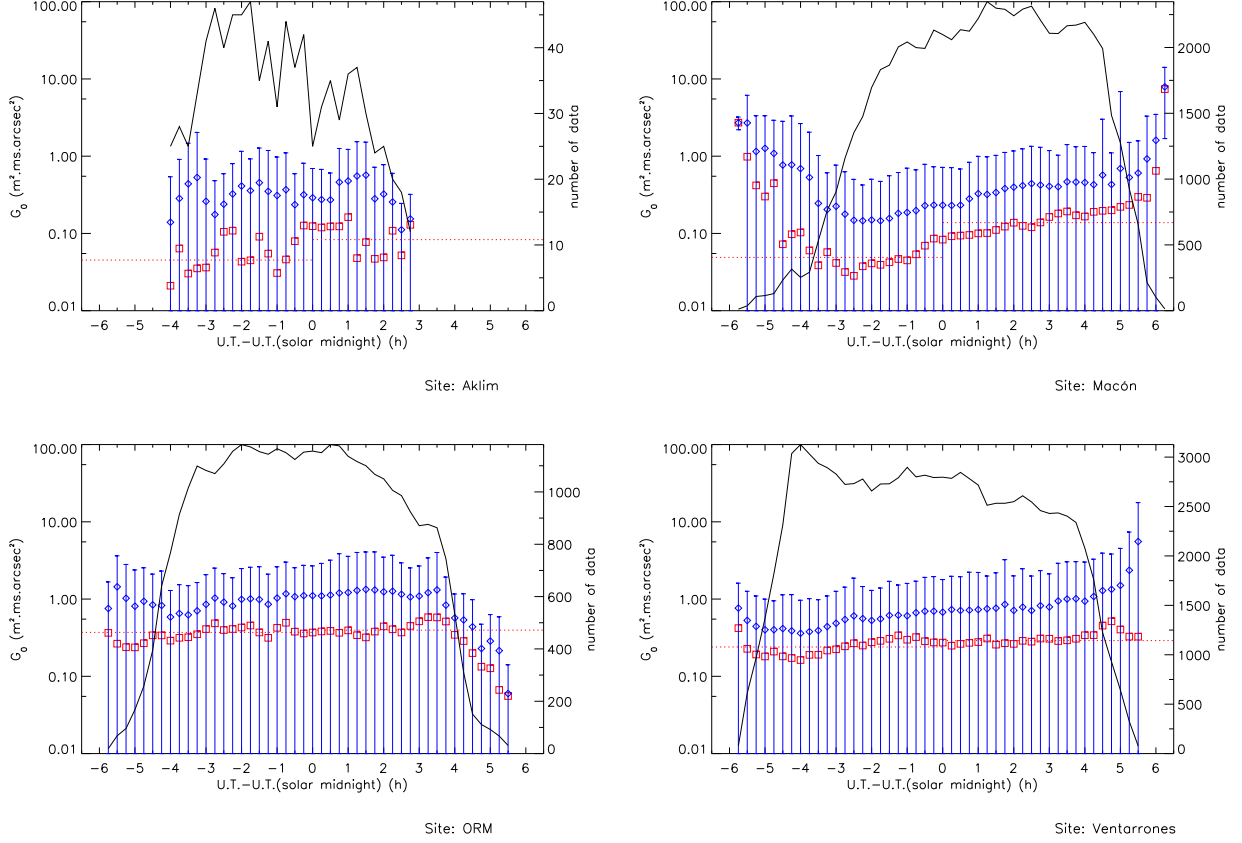 100.00
10.00
1.00
0.10
0.01
G₀ (m².ms.arcsec²)
40
30
20
10
0
number of data
−6 −5 −4 −3 −2 −1 0 1 2 3 4 5 6
U.T.−U.T.(solar midnight) (h)
Site: Aklim
100.00
10.00
1.00
0.10
0.01
G₀ (m².ms.arcsec²)
2000
1500
1000
500
0
number of data
−6 −5 −4 −3 −2 −1 0 1 2 3 4 5 6
U.T.−U.T.(solar midnight) (h)
Site: Macón
100.00
10.00
1.00
0.10
0.01
G₀ (m².ms.arcsec²)
1000
800
600
400
200
0
number of data
−6 −5 −4 −3 −2 −1 0 1 2 3 4 5 6
U.T.−U.T.(solar midnight) (h)
Site: ORM
100.00
10.00
1.00
0.10
0.01
G₀ (m².ms.arcsec²)
3000
2500
2000
1500
1000
500
0
number of data
−6 −5 −4 −3 −2 −1 0 1 2 3 4 5 6
U.T.−U.T.(solar midnight) (h)
Site: Ventarrones